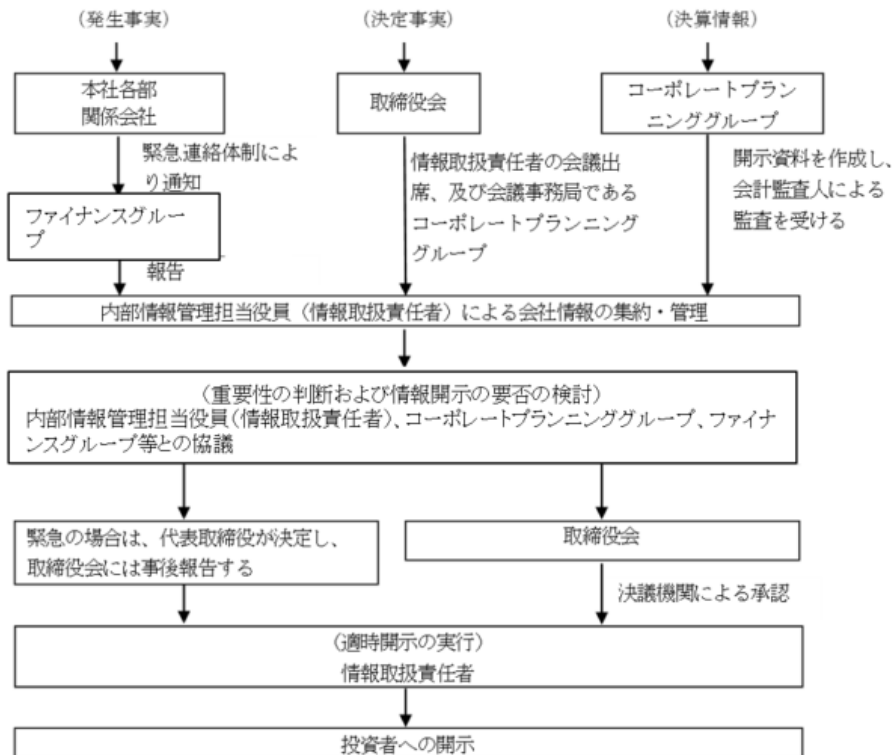 （発生事実）
（決定事実）
（決算情報）
本社各部
関係会社
取締役会
コーポレートプラン
ニンググループ
緊急連絡体制によ
り通知
情報取扱責任者の会議出
席、及び会議事務局である
コーポレートプランニング
グループ
開示資料を作成し、
会計監査人による
監査を受ける
ファイナンスグルー
プ
報告
内部情報管理担当役員（情報取扱責任者）による会社情報の集約・管理
（重要性の判断および情報開示の要否の検討）
内部情報管理担当役員（情報取扱責任者）、コーポレートプランニンググループ、ファイナ
ンスグループ等との協議
緊急の場合は、代表取締役が決定し、
取締役会には事後報告する
取締役会
決議機関による承認
（適時開示の実行）
情報取扱責任者
投資者への開示